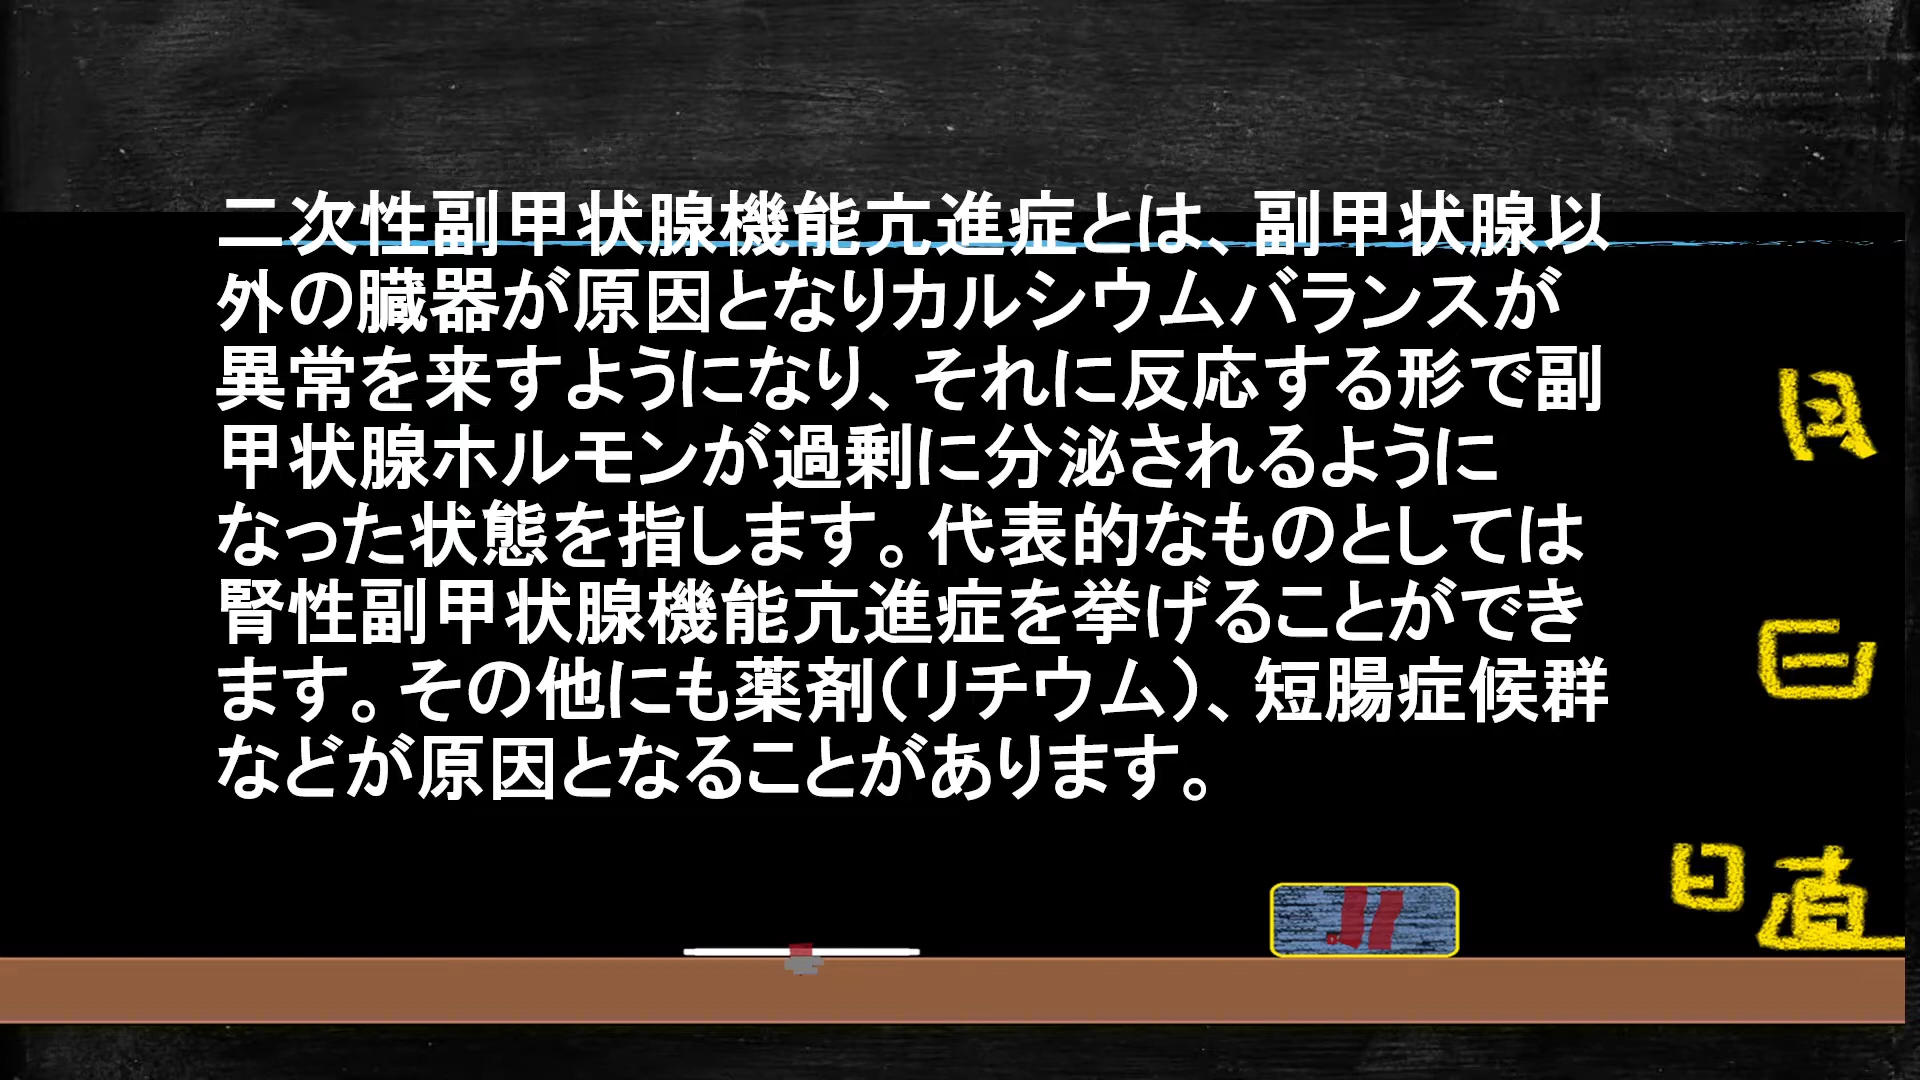 二次性副甲状腺機能亢進症とは、副甲状腺以
外の臓器が原因となりカルシウムバランスが
異常を来すようになり、それに反応する形で副
甲状腺ホルモンが過剰に分泌されるように
なった状態を指します。代表的なものとしては
腎性副甲状腺機能亢進症を挙げることができ
ます。その他にも薬剤（リチウム）、短腸症候群
などが原因となることがあります。
月
日
日直